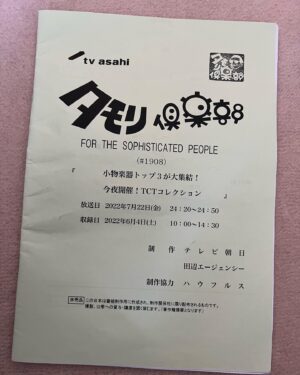 tv asahi
タモリ倶楽部
タモリ倶楽部
FOR THE SOPHISTICATED PEOPLE
(#1908)
『 小物楽器トップ3が大集結!
今夜開催!TCTコレクション 』
放送日 2022年7月22日(金) 24:20~24:50
収録日 2022年6月4日(土) 10:00~14:30
制作 テレビ朝日
田辺エージェンシー
制作協力 ハウフルス